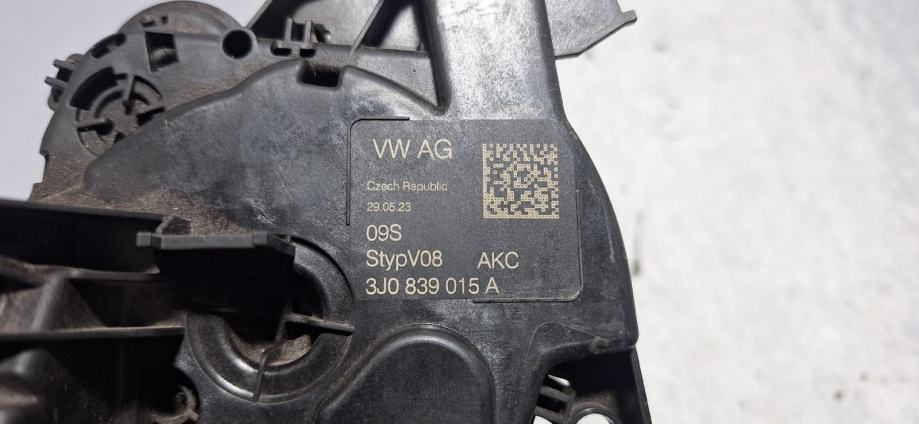 VW AG
Czech Republic
29.05.23
09S
StypV08 AKC
3J0 839 015 A